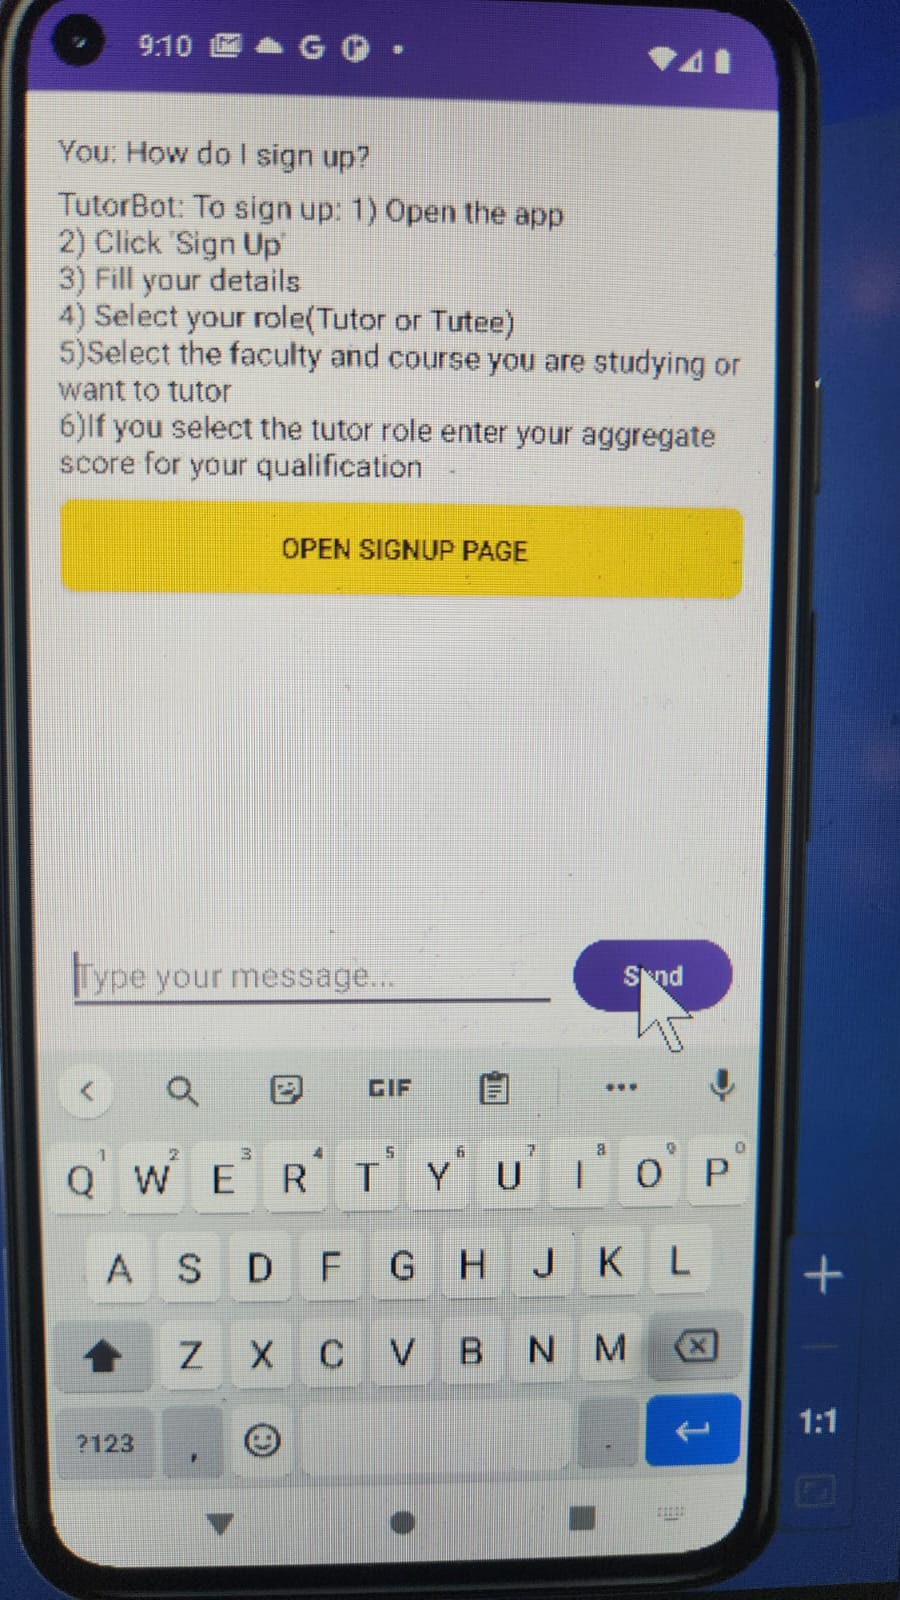 9:10
You: How do I sign up?
TutorBot: To sign up: 1) Open the app
2) Click 'Sign Up'
3) Fill your details
4) Select your role(Tutor or Tutee)
5)Select the faculty and course you are studying or
want to tutor
6)If you select the tutor role enter your aggregate
score for your qualification
OPEN SIGNUP PAGE
Type your message...
Send
GIF
1 2 3 4 5 6 7 8 9 0
Q W E R T Y U I O P
A S D F G H J K L
Z X C V B N M
?123 , .
1:1